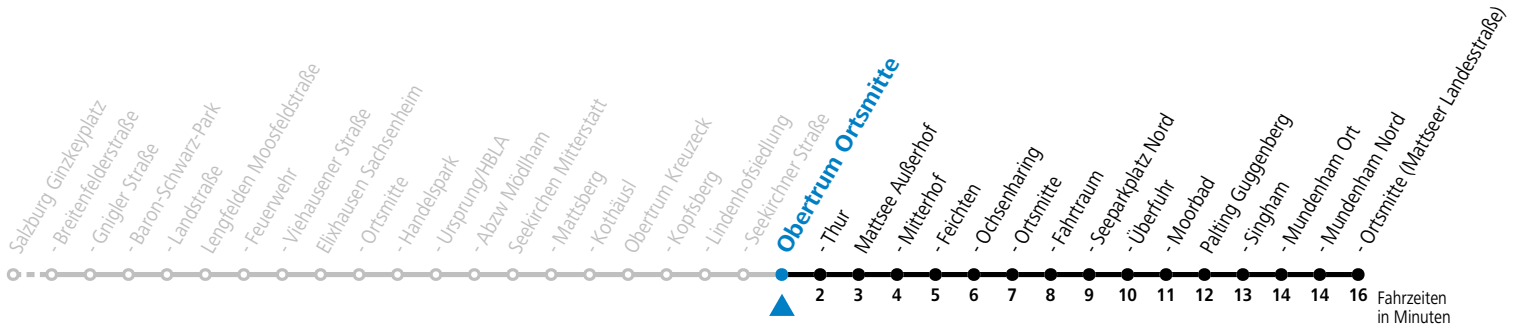 Salzburg Ginzkeyplatz
- Breitenfelderstraße
Gnigler Straße
- Baron-Schwarz-Park
- Landstraße
Lengfelden Moosfeldstraße
- Feuerwehr
- Viehausener Straße
Elixhausen Sachsenheim
- Ortsmitte
- Handelspark
- Ursprung/HBLA
- Abzw Mödlham
Seekirchen Mitterstatt
- Mattsberg
- Kothäusl
Obertrum Kreuzeck
- Kopfsberg
- Lindenhofsiedlung
- Seekirchner Straße
Obertrum Ortsmitte
- Thur
Mattsee Außerhof
- Mitterhof
- Feichten
- Ochsenharing
- Ortsmitte
- Fahrtraum
- Seeparkplatz Nord
- Überfuhr
- Moorbad
Palting Guggenberg
- Singham
- Mundenham Ort
- Mundenham Nord
- Ortsmitte (Mattseer Landesstraße)
2 3 4 5 6 7 8 9 10 11 12 13 14 14 16
Fahrzeiten
in Minuten